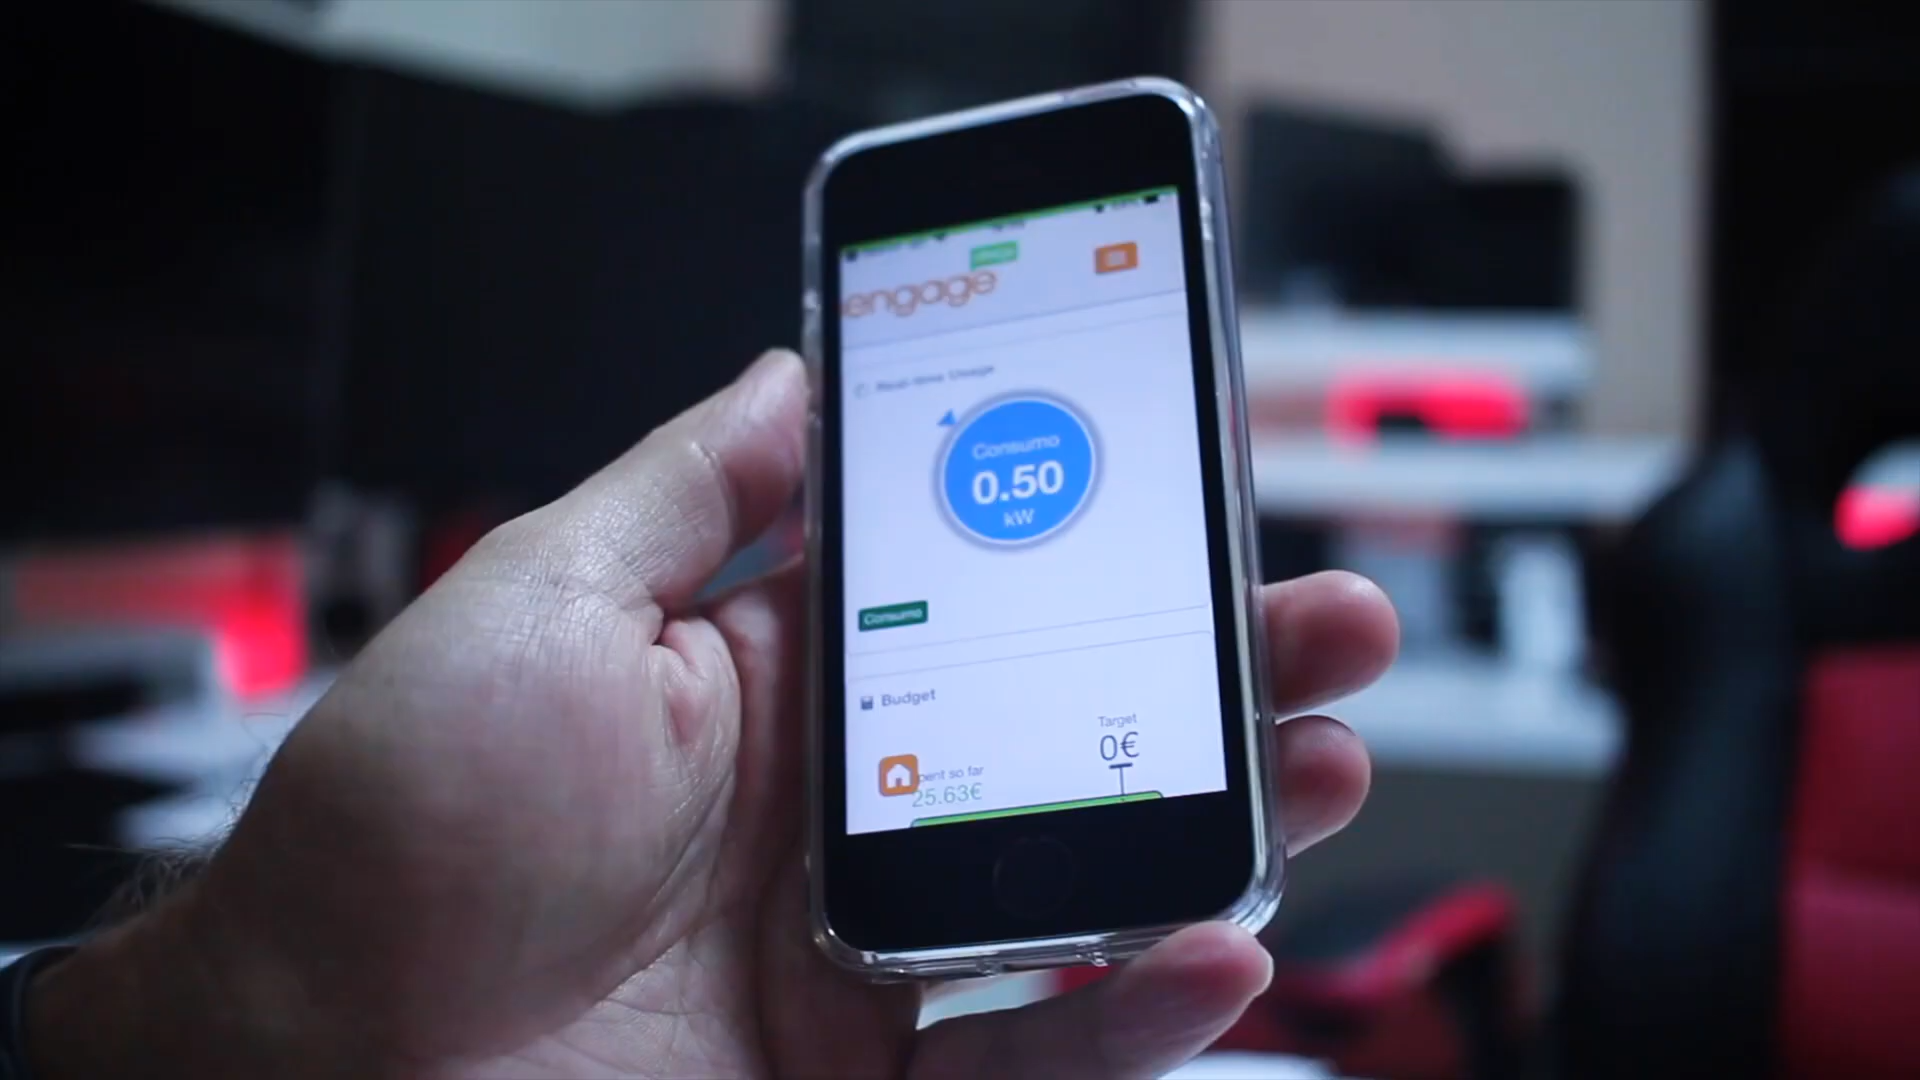 engage
Real-time Usage
Consumo
0.50
kW
Consumo
Budget
Target
0€
pent so far
25.63€